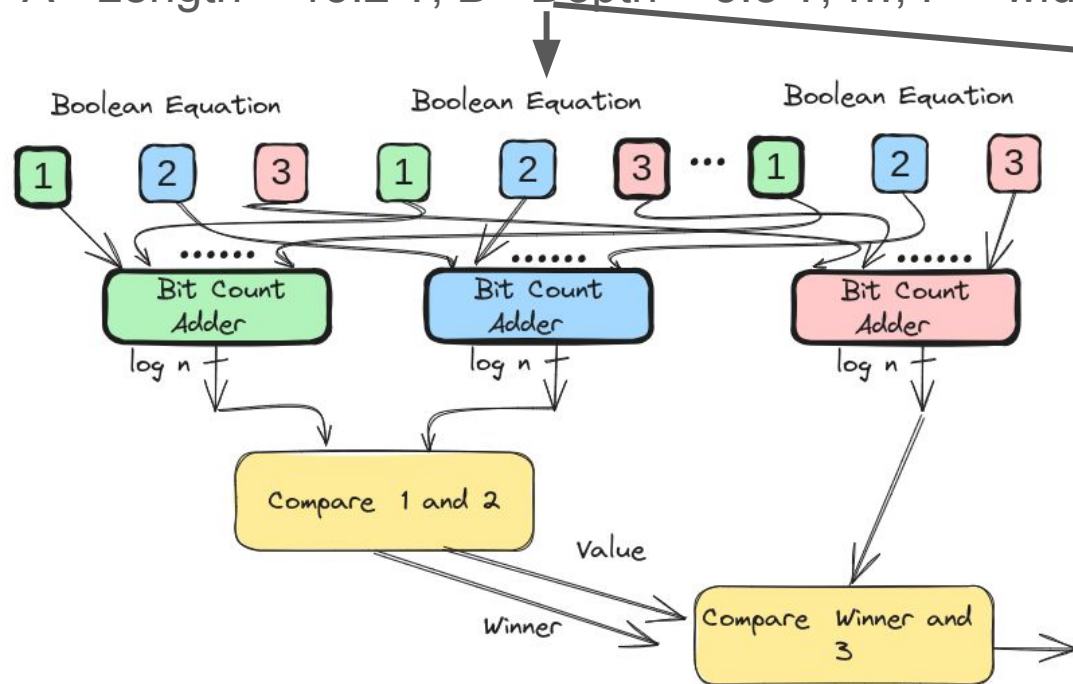 Boolean Equation Boolean Equation Boolean Equation
1 2 3 1 2 3 ... 1 2 3
...... ...... ......
Bit Count Adder
Bit Count Adder
Bit Count Adder
log n log n log n
Compare 1 and 2
Value
Winner
Compare Winner and
3